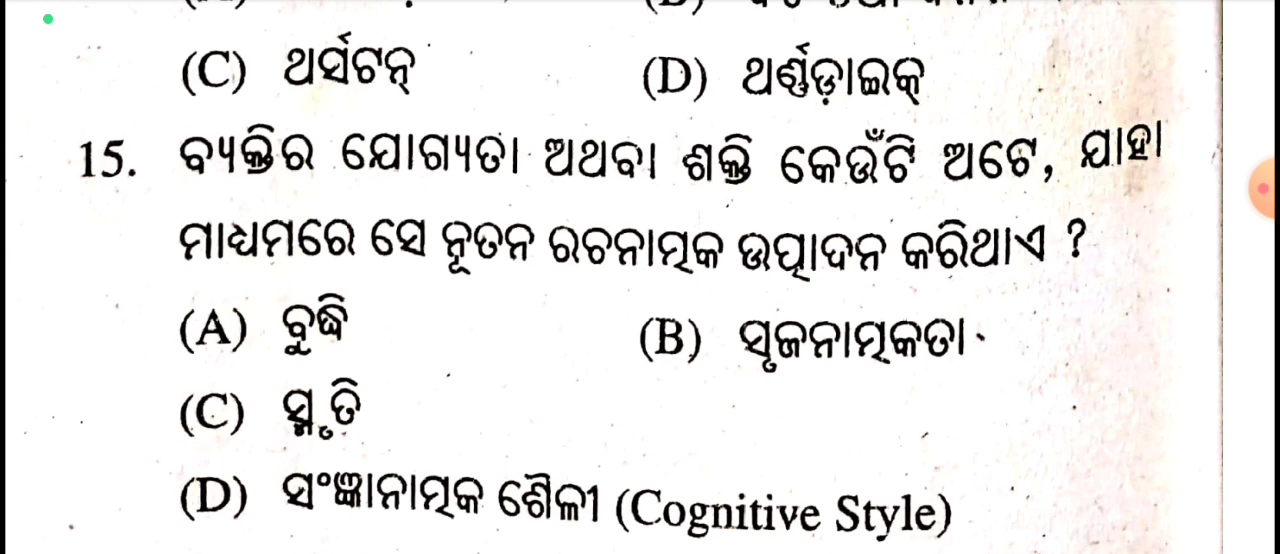 (C) ଥର୍ସଟନ୍ (D) ଥର୍ଣ୍ଣଡ଼ାଇକ୍
15. ବ୍ୟକ୍ତିର ଯୋଗ୍ୟତା ଅଥବା ଶକ୍ତି କେଉଁଟି ଅଟେ, ଯାହା
ମାଧ୍ୟମରେ ସେ ନୂତନ ରଚନାତ୍ମକ ଉତ୍ପାଦନ କରିଥାଏ ?
(A) ବୁଦ୍ଧି (B) ସୃଜନାତ୍ମକତା
(C) ସ୍ମୃତି
(D) ସଂଜ୍ଞାନାତ୍ମକ ଶୈଳୀ (Cognitive Style)